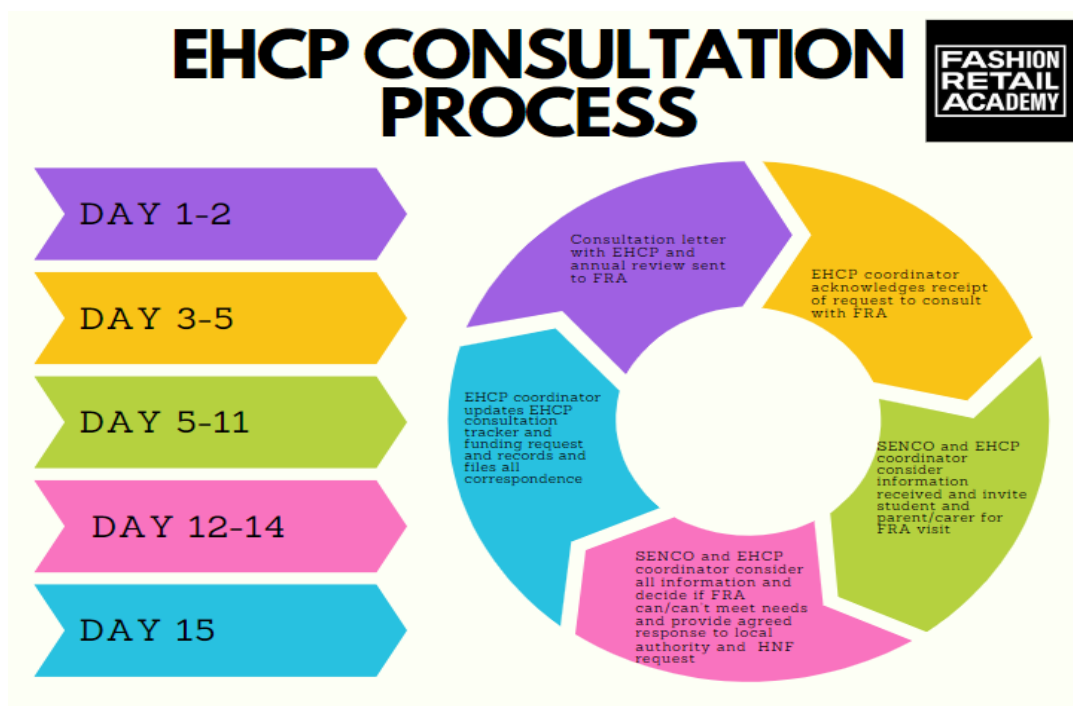 EHCP CONSULTATION
PROCESS
FASHION
RETAIL
ACADEMY
DAY 1-2
DAY 3-5
DAY 5-11
DAY 12-14
DAY 15
Consultation letter
with EHCP and
annual review sent
to FRA
EHCP coordinator
acknowledges receipt
of request to consult
with FRA
SENCO and EHCP
coordinator
consider
information
received and invite
student and
parent/carer for
FRA visit
SENCO and EHCP
coordinator consider
all information and
decide if FRA
can/can't meet needs
and provide agreed
response to local
authority and HNF
request
EHCP coordinator
updates EHCP
consultation
tracker and
funding request
and records and
files all
correspondence